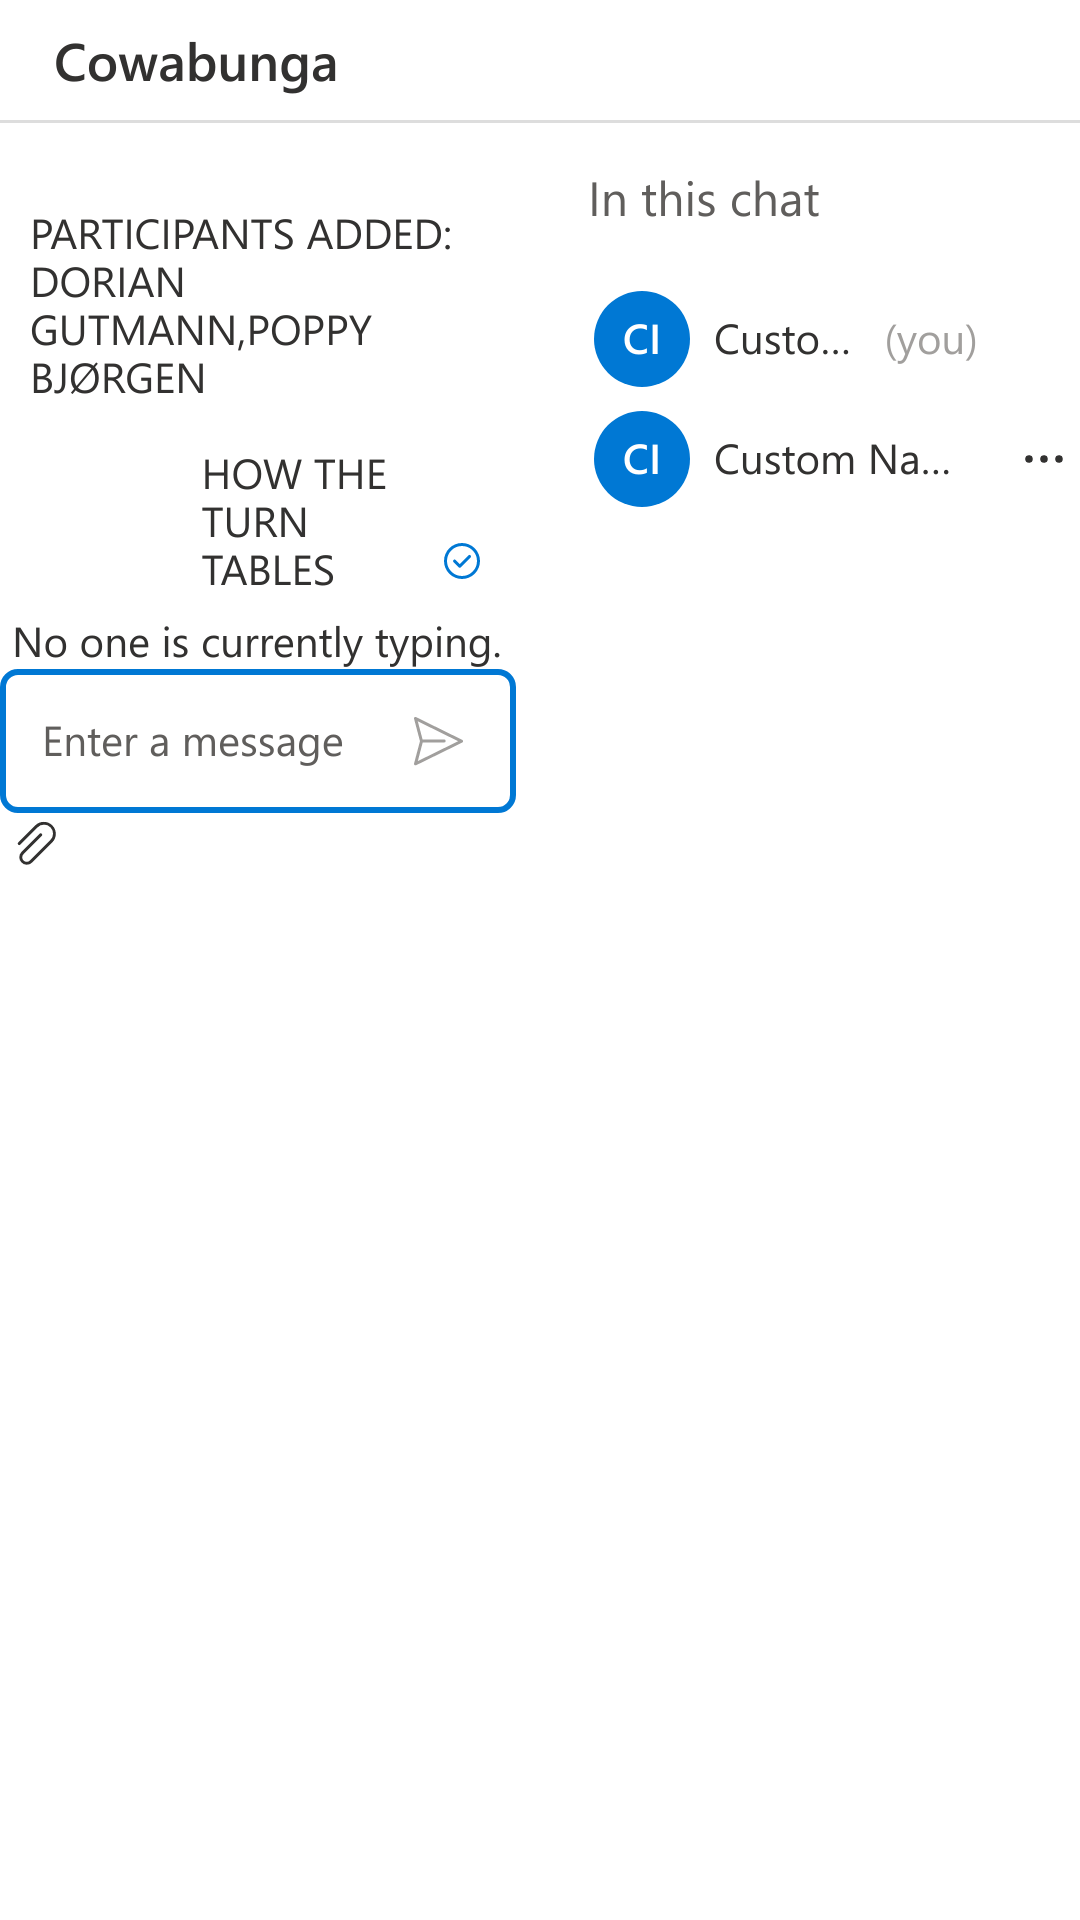 Cowabunga
PARTICIPANTS ADDED:
DORIAN
GUTMANN,POPPY
BJØRGEN
HOW THE
TURN
TABLES
No one is currently typing.
Enter a message
In this chat
CI Custo... (you)
CI Custom Na...